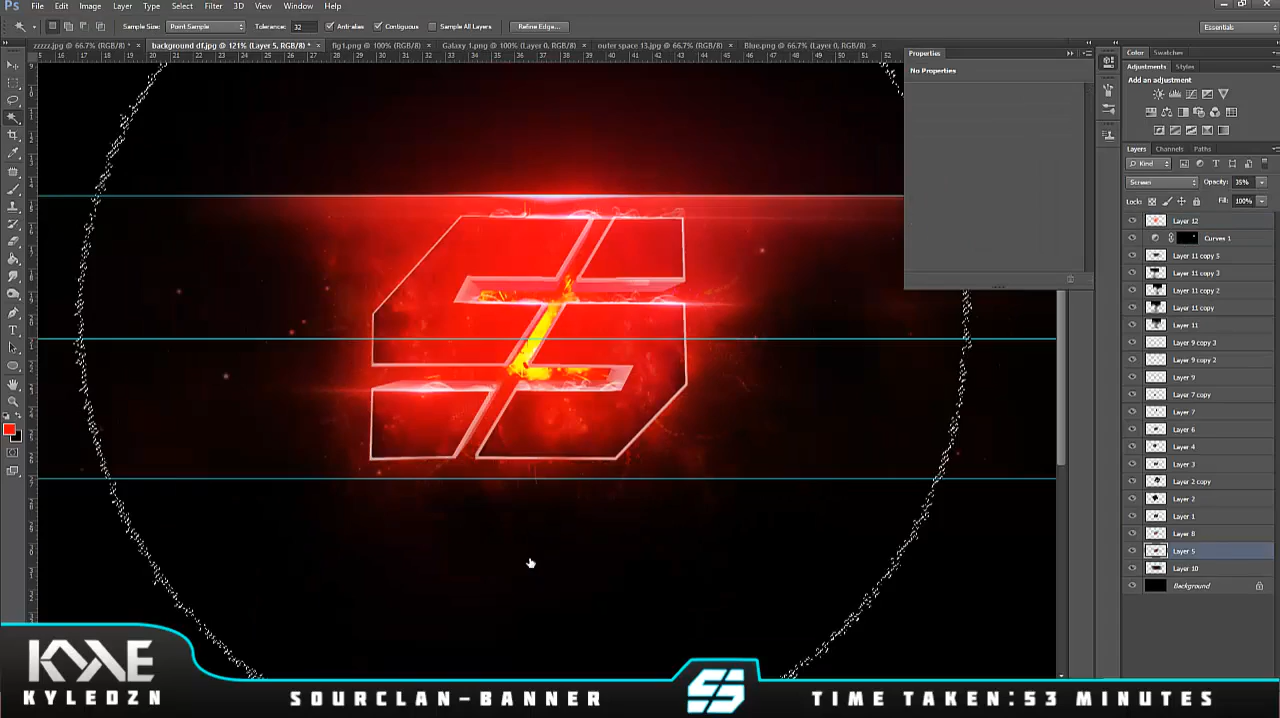 Ps File Edit Image Layer Type Select Filter 3D View Window Help
Sample Size: Point Sample Tolerance: 32 Anti-alias Contiguous Sample All Layers Refine Edge... Essentials
zzzzz.jpg @ 66.7% (RGB/8) * background df.jpg @ 121% (Layer 5, RGB/8) * fig1.png @ 100% (RGB/8) Galaxy 1.png @ 100% (Layer 0, RGB/8) outer space 13.jpg @ 66.7% (RGB/8) Blue.png @ 66.7% (Layer 0, RGB/8)
Properties
No Properties
Color Swatches
Adjustments Styles
Add an adjustment
Layers Channels Paths
Kind
Screen Opacity: 35%
Locks: Fill: 100%
Layer 12
Curves 1
Layer 11 copy 5
Layer 11 copy 3
Layer 11 copy 2
Layer 11 copy
Layer 11
Layer 9 copy 3
Layer 9 copy 2
Layer 9
Layer 7 copy
Layer 7
Layer 6
Layer 4
Layer 3
Layer 2 copy
Layer 2
Layer 1
Layer 8
Layer 5
Layer 10
Background
KYLE
KYLEDZN
SOURCLAN-BANNER
TIME TAKEN:53 MINUTES